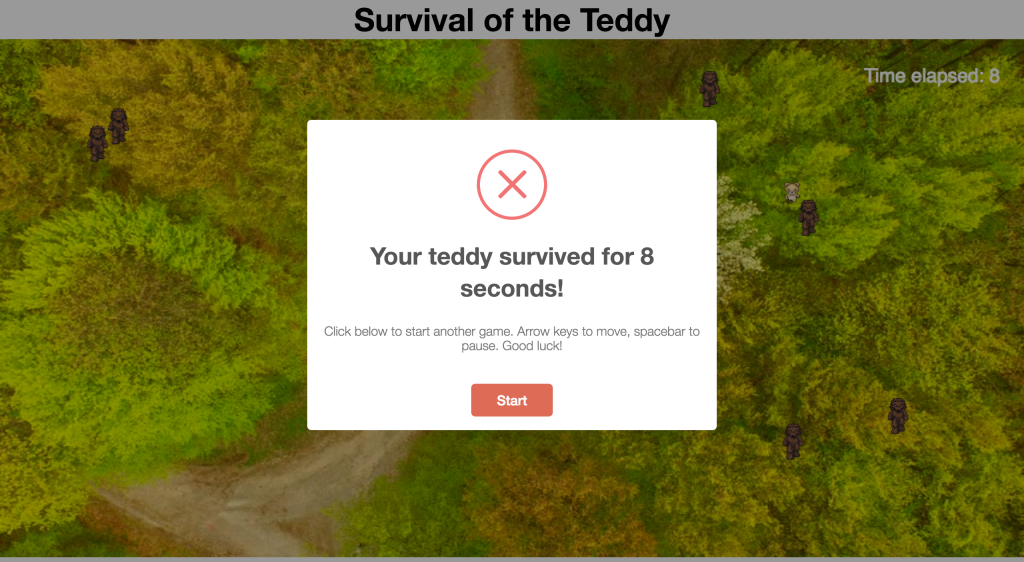 Survival of the Teddy
Time elapsed: 8
Your teddy survived for 8
seconds!
Click below to start another game. Arrow keys to move, spacebar to
pause. Good luck!
Start